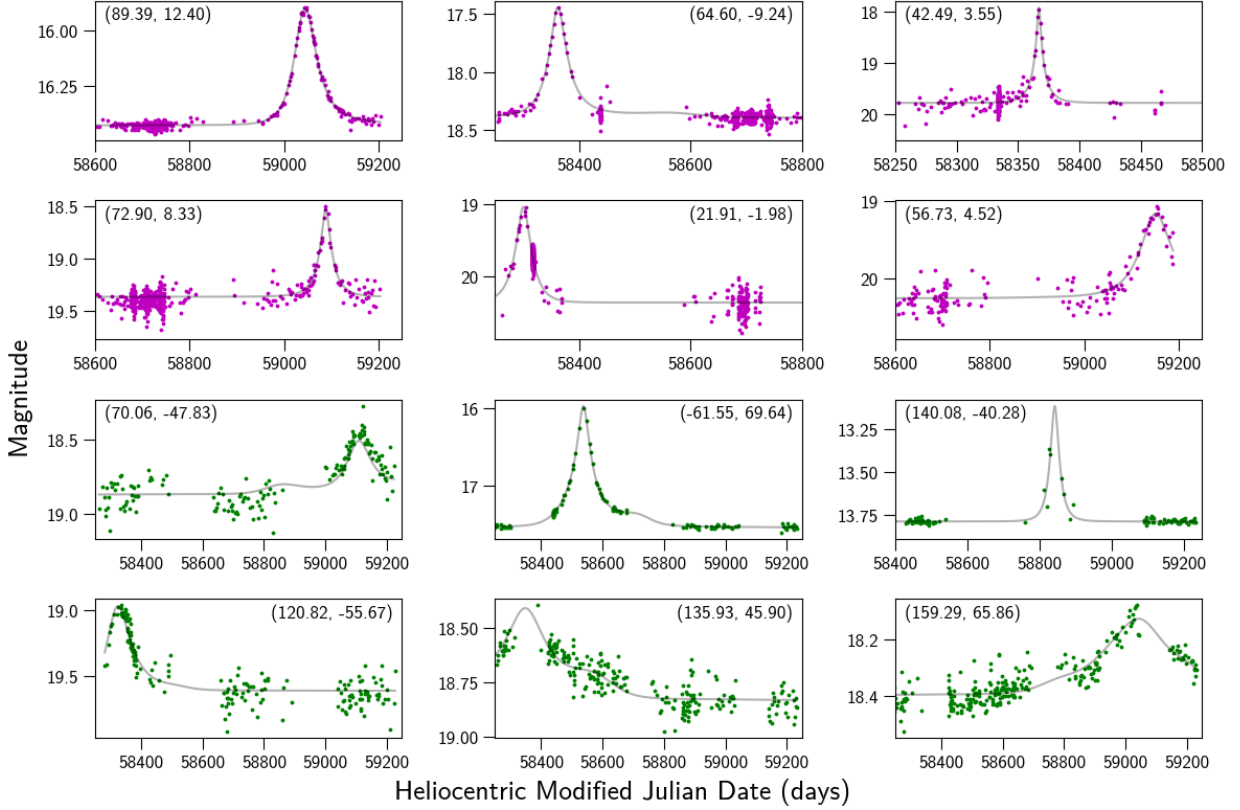 (89.39, 12.40) (64.60, -9.24) (42.49, 3.55)
16.00 16.25
17.5 18.0 18.5
18 19 20
58600 58800 59000 59200 58400 58600 58800 58250 58300 58350 58400 58450 58500
(72.90, 8.33) (21.91, -1.98) (56.73, 4.52)
18.5 19.0 19.5
19 20
19 20
58600 58800 59000 59200 58400 58600 58800 58600 58800 59000 59200
Magnitude
(70.06, -47.83) (-61.55, 69.64) (140.08, -40.28)
18.5 19.0
16 17
13.25 13.50 13.75
58400 58600 58800 59000 59200 58400 58600 58800 59000 59200 58400 58600 58800 59000 59200
(120.82, -55.67) (135.93, 45.90) (159.29, 65.86)
19.0 19.5
18.50 18.75 19.00
18.2 18.4
58400 58600 58800 59000 59200 58400 58600 58800 59000 59200 58400 58600 58800 59000 59200
Heliocentric Modified Julian Date (days)